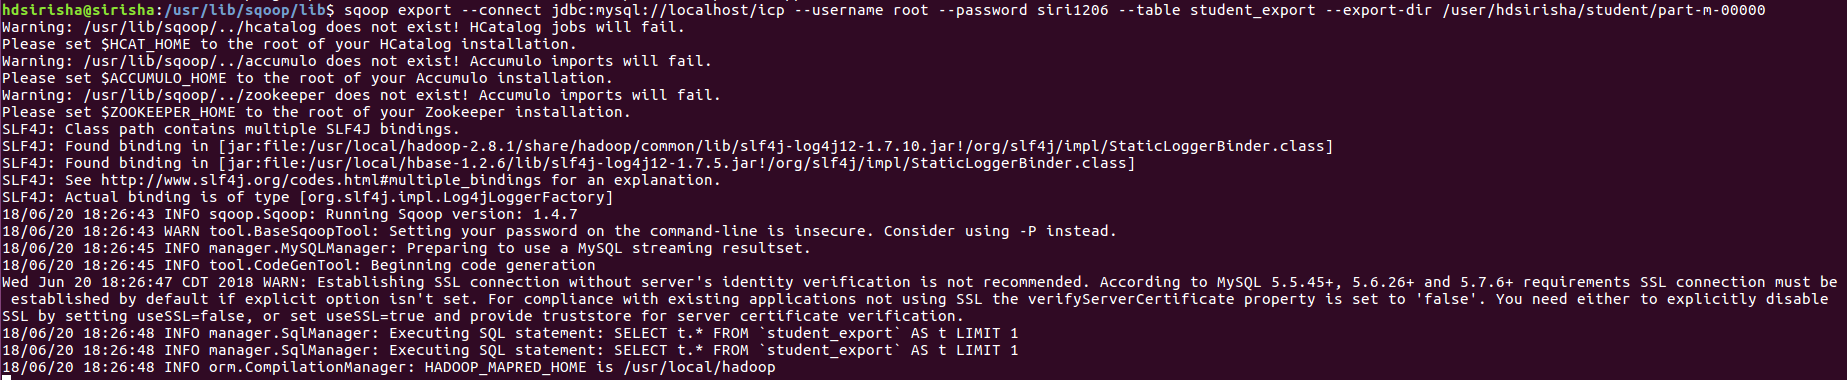 hdsirisha@sirisha:/usr/lib/sqoop/lib$ sqoop export --connect jdbc:mysql://localhost/icp --username root --password siri1206 --table student_export --export-dir /user/hdsirisha/student/part-m-00000
Warning: /usr/lib/sqoop/../hcatalog does not exist! HCatalog jobs will fail.
Please set $HCAT_HOME to the root of your HCatalog installation.
Warning: /usr/lib/sqoop/../accumulo does not exist! Accumulo imports will fail.
Please set $ACCUMULO_HOME to the root of your Accumulo installation.
Warning: /usr/lib/sqoop/../zookeeper does not exist! Accumulo imports will fail.
Please set $ZOOKEEPER_HOME to the root of your Zookeeper installation.
SLF4J: Class path contains multiple SLF4J bindings.
SLF4J: Found binding in [jar:file:/usr/local/hadoop-2.8.1/share/hadoop/common/lib/slf4j-log4j12-1.7.10.jar!/org/slf4j/impl/StaticLoggerBinder.class]
SLF4J: Found binding in [jar:file:/usr/local/hbase-1.2.6/lib/slf4j-log4j12-1.7.5.jar!/org/slf4j/impl/StaticLoggerBinder.class]
SLF4J: See http://www.slf4j.org/codes.html#multiple_bindings for an explanation.
SLF4J: Actual binding is of type [org.slf4j.impl.Log4jLoggerFactory]
18/06/20 18:26:43 INFO sqoop.Sqoop: Running Sqoop version: 1.4.7
18/06/20 18:26:43 WARN tool.BaseSqoopTool: Setting your password on the command-line is insecure. Consider using -P instead.
18/06/20 18:26:45 INFO manager.MySQLManager: Preparing to use a MySQL streaming resultset.
18/06/20 18:26:45 INFO tool.CodeGenTool: Beginning code generation
Wed Jun 20 18:26:47 CDT 2018 WARN: Establishing SSL connection without server's identity verification is not recommended. According to MySQL 5.5.45+, 5.6.26+ and 5.7.6+ requirements SSL connection must be
 established by default if explicit option isn't set. For compliance with existing applications not using SSL the verifyServerCertificate property is set to 'false'. You need either to explicitly disable
SSL by setting useSSL=false, or set useSSL=true and provide truststore for server certificate verification.
18/06/20 18:26:48 INFO manager.SqlManager: Executing SQL statement: SELECT t.* FROM `student_export` AS t LIMIT 1
18/06/20 18:26:48 INFO manager.SqlManager: Executing SQL statement: SELECT t.* FROM `student_export` AS t LIMIT 1
18/06/20 18:26:48 INFO orm.CompilationManager: HADOOP_MAPRED_HOME is /usr/local/hadoop